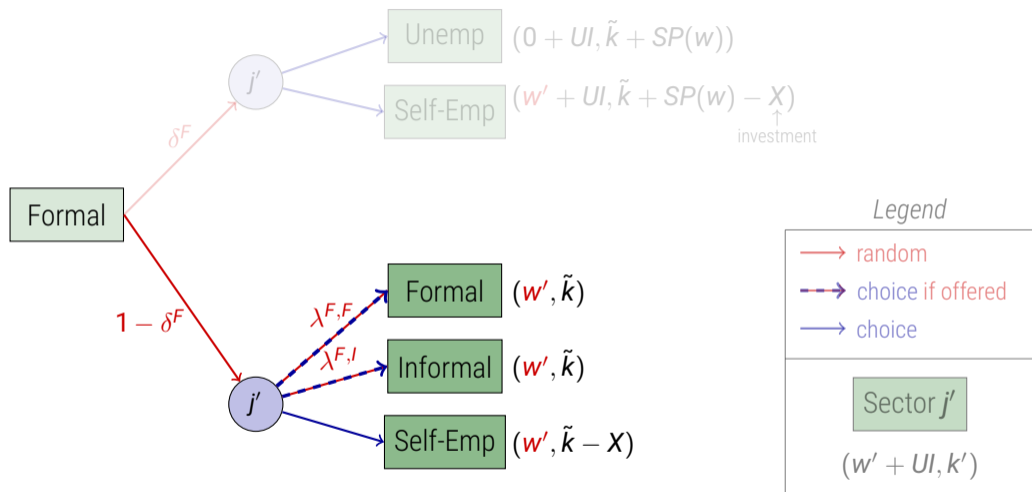 Unemp (0 + UI, k̃ + SP(w))
j′
Self-Emp (w′ + UI, k̃ + SP(w) − X)
↑
investment
δ^F
Formal
1 − δ^F
j′
λ^{F,F}
Formal (w′, k̃)
λ^{F,I}
Informal (w′, k̃)
Self-Emp (w′, k̃ − X)
Legend
random
choice if offered
choice
Sector j′
(w′ + UI, k′)